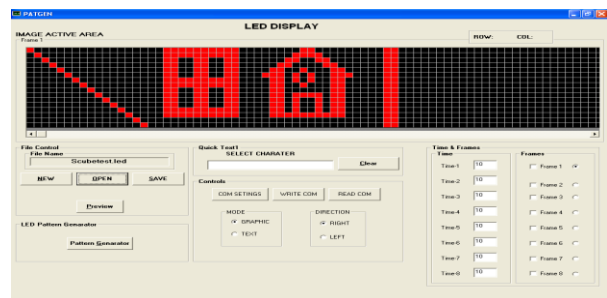 PATGEN
LED DISPLAY
IMAGE ACTIVE AREA
ROW: COL:
Frame 1
File Control
File Name
Scubetest.led
NEW OPEN SAVE
Preview
LED Pattern Genarator
Pattern Genarator
Quick Text1
SELECT CHARATER
Clear
Controls
COM SETINGS WRITE COM READ COM
MODE
GRAPHIC
TEXT
DIRECTION
RIGHT
LEFT
Time & Frames
Time
Time-1 10
Time-2 10
Time-3 10
Time-4 10
Time-5 10
Time-6 10
Time-7 10
Time-8 10
Frames
Frame 1
Frame 2
Frame 3
Frame 4
Frame 5
Frame 6
Frame 7
Frame 8